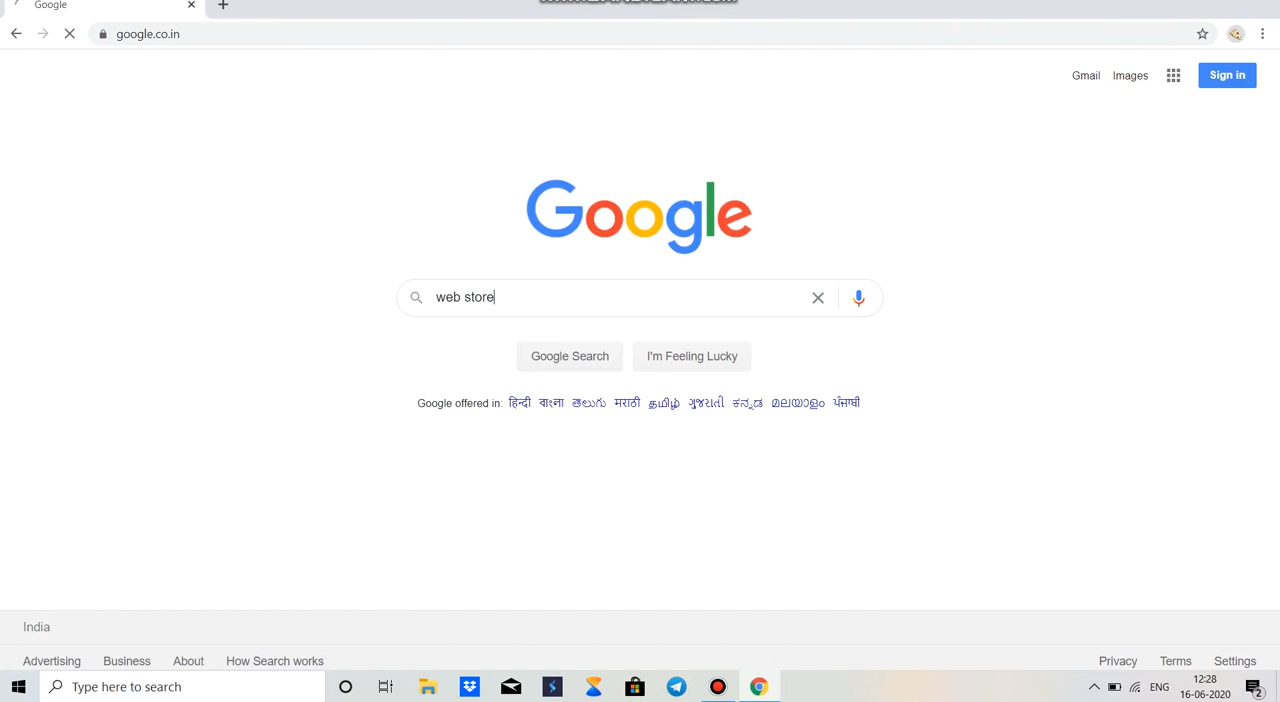 Google
google.co.in
Gmail Images Sign in
Google
web store
Google Search I'm Feeling Lucky
Google offered in: हिन्दी বাংলা తెలుగు मराठी தமிழ் ગુજરાતી ಕನ್ನಡ മലയാളം ਪੰਜਾਬੀ
India
Advertising Business About How Search works Privacy Terms Settings
Type here to search ENG 12:28
16-06-2020 2